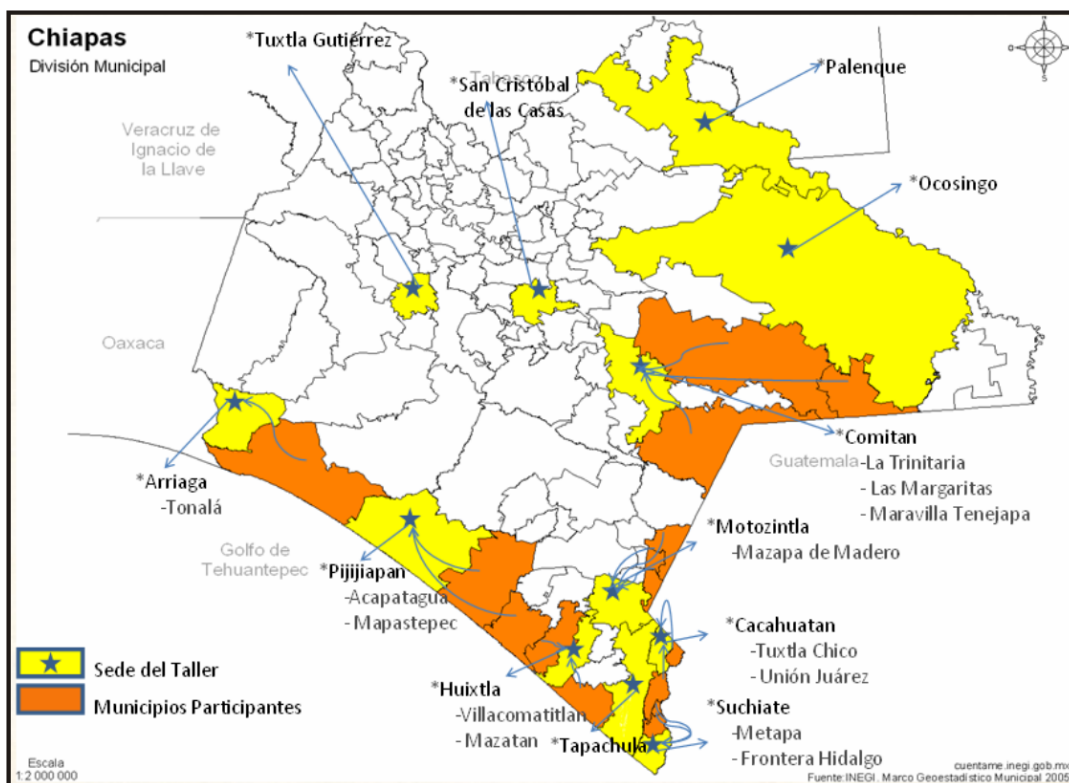 Chiapas
División Municipal
*Tuxtla Gutiérrez
Tabasco
*San Cristóbal
de las Casas
*Palenque
Veracruz de
Ignacio de
la Llave
*Ocosingo
Oaxaca
*Arriaga
-Tonalá
*Comitan
Guatemala
-La Trinitaria
- Las Margaritas
- Maravilla Tenejapa
*Motozintla
-Mazapa de Madero
Golfo de
Tehuantepec
*Pijijiapan
-Acapatagua
- Mapastepec
*Cacahuatan
-Tuxtla Chico
- Unión Juárez
*Huixtla
-Villacomatitlan
- Mazatan
*Tapachula
*Suchiate
-Metapa
- Frontera Hidalgo
Sede del Taller
Municipios Participantes
Escala
1:2 000 000
cuentame.inegi.gob.mx
Fuente:INEGI. Marco Geoestadístico Municipal 2005